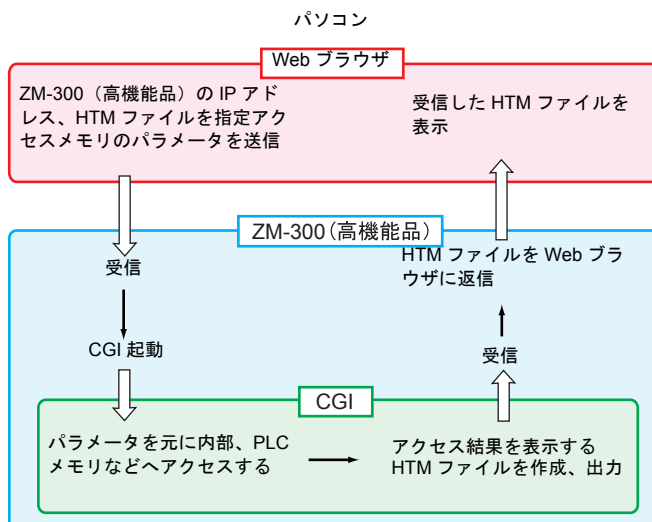 パソコン
Web ブラウザ
ZM-300（高機能品）の IP アド
レス、HTM ファイルを指定アク
セスメモリのパラメータを送信
受信した HTM ファイルを
表示
ZM-300（高機能品）
受信
CGI 起動
HTM ファイルを Web ブラ
ウザに返信
受信
CGI
パラメータを元に内部、PLC
メモリなどへアクセスする
アクセス結果を表示する
HTM ファイルを作成、出力